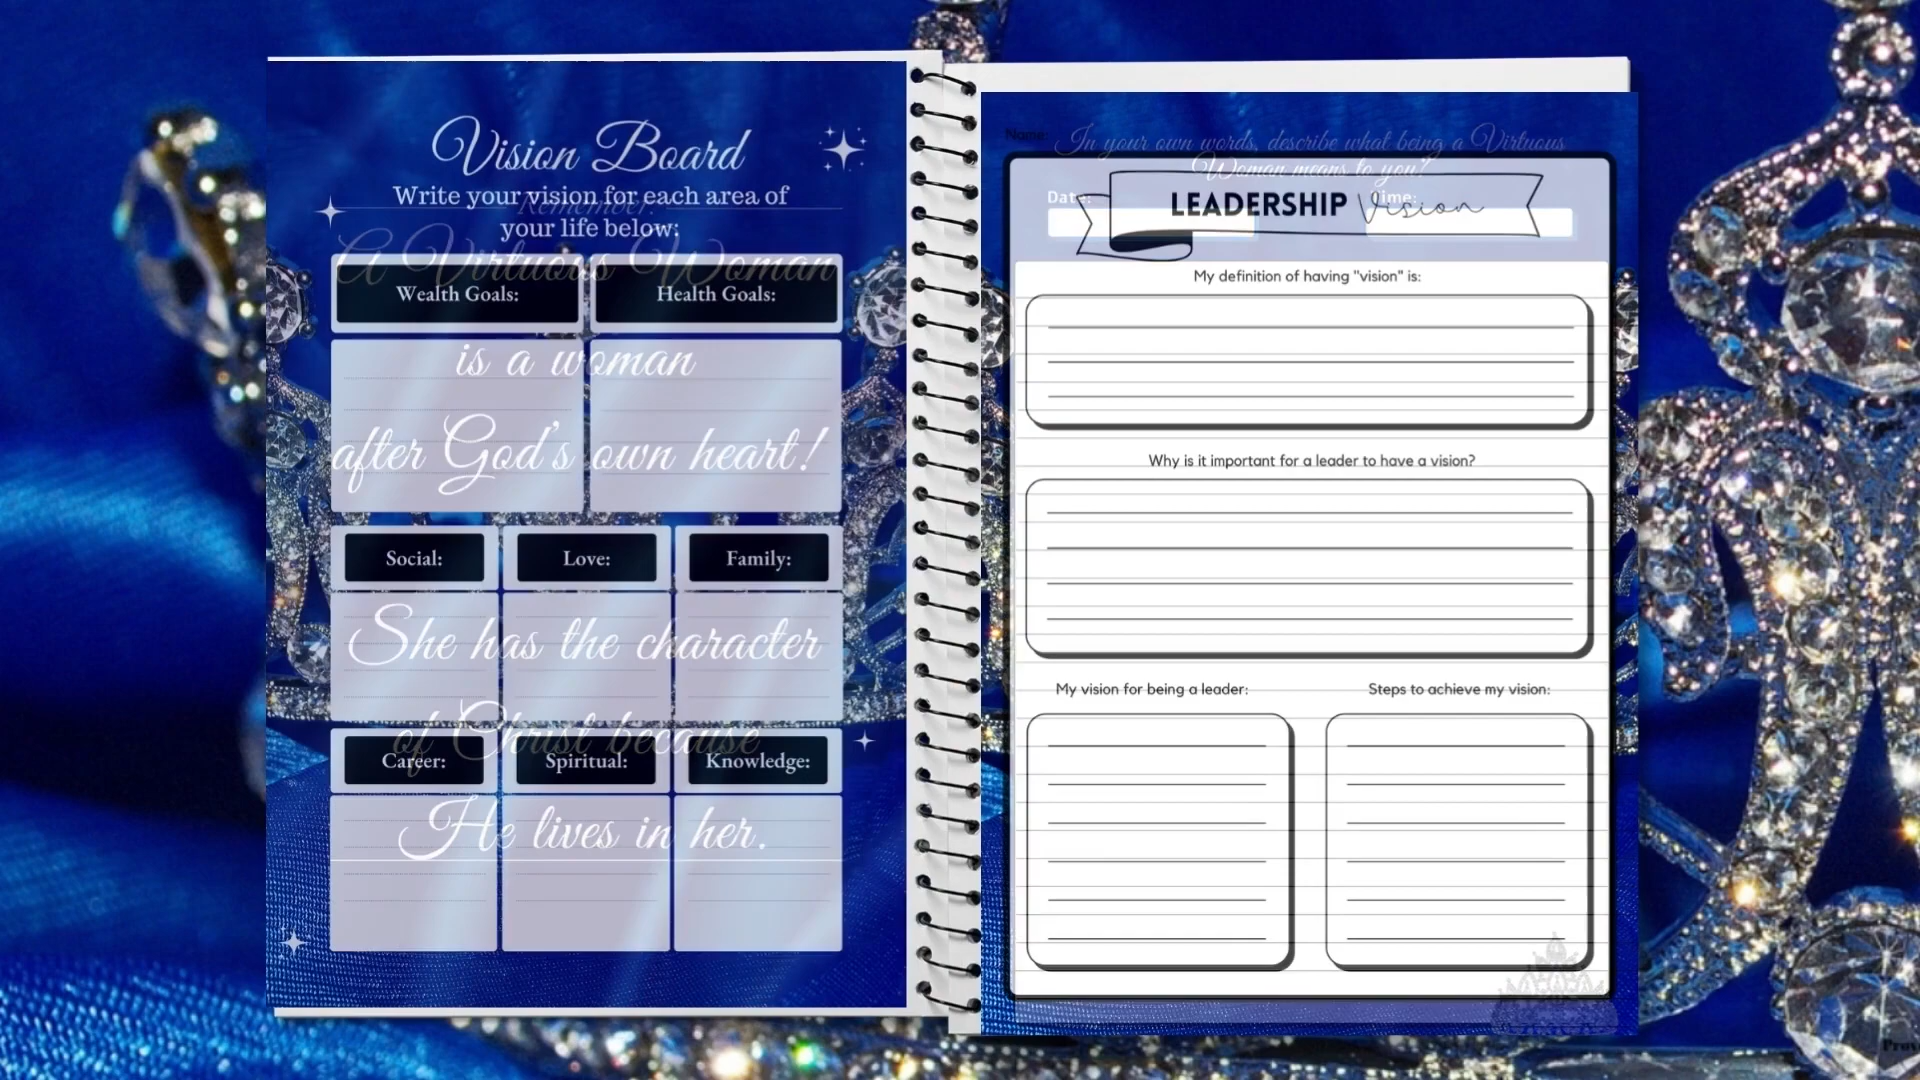 Vision Board
Write your vision for each area of
your life below:
Remember:
A Virtuous Woman
Wealth Goals:
Health Goals:
is a woman
after God's own heart!
Social:
Love:
Family:
She has the character
of Christ because
Career:
Spiritual:
Knowledge:
He lives in her.
Name:
In your own words, describe what being a Virtuous
Woman means to you?
Date:
Time:
LEADERSHIP Vision
My definition of having "vision" is:
Why is it important for a leader to have a vision?
My vision for being a leader:
Steps to achieve my vision: